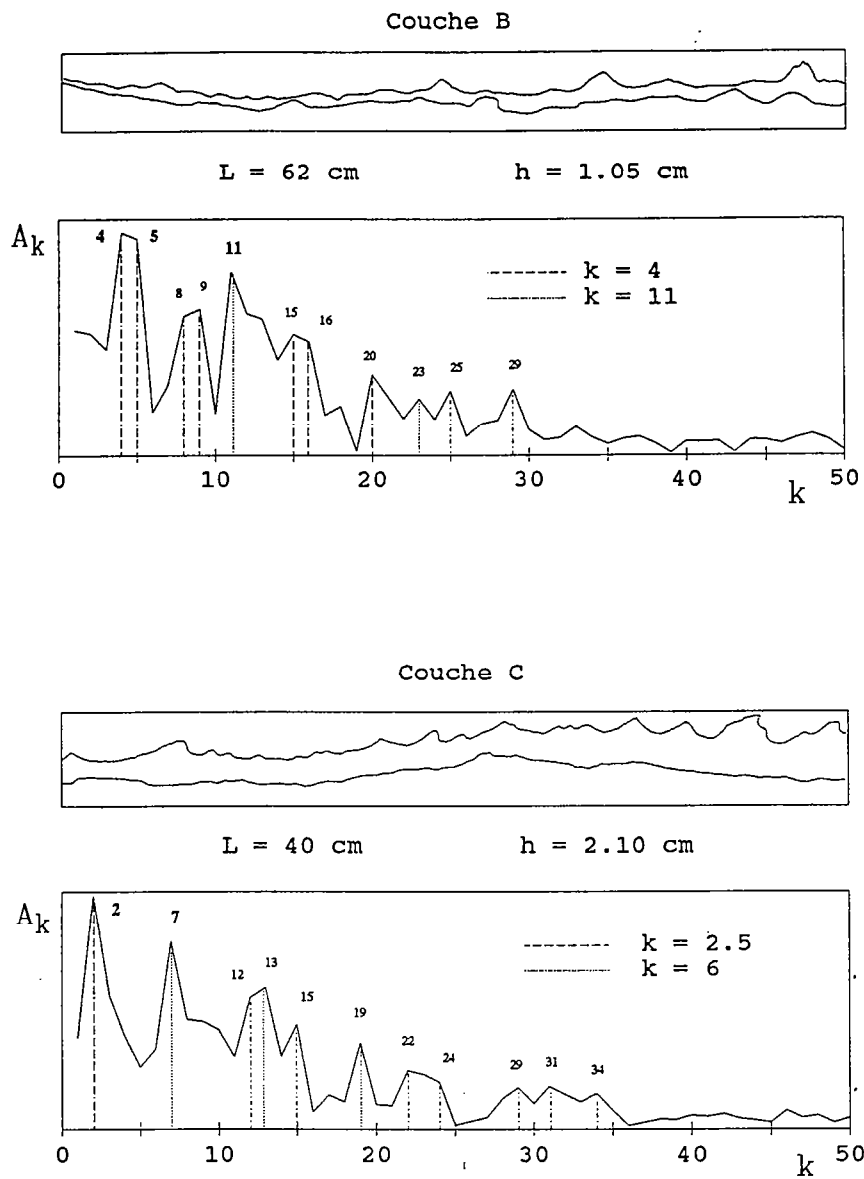 Couche B
L = 62 cm h = 1.05 cm
Ak
4 5 8 9 11 15 16 20 23 25 29
k = 4
k = 11
0 10 20 30 40 50
k
Couche C
L = 40 cm h = 2.10 cm
Ak
2 7 12 13 15 19 22 24 29 31 34
k = 2.5
k = 6
0 10 20 30 40 50
k